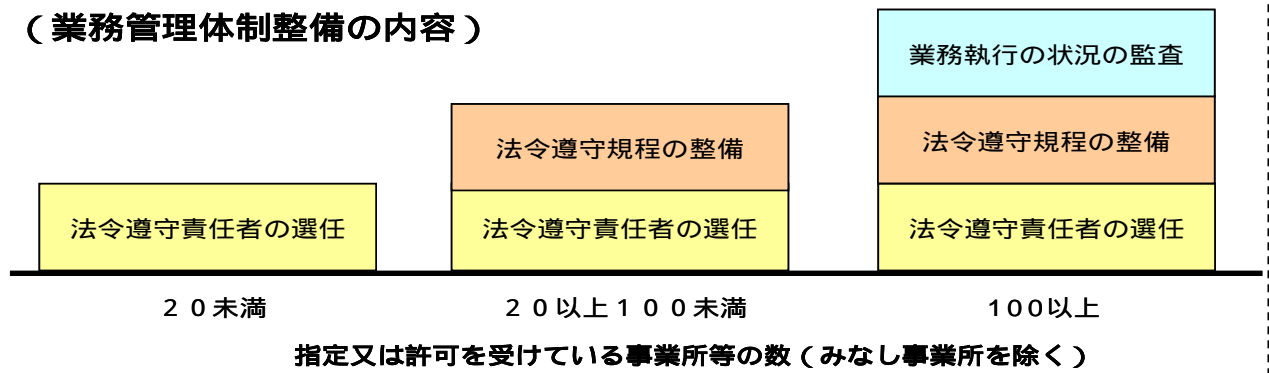 （業務管理体制整備の内容）
業務執行の状況の監査
法令遵守規程の整備
法令遵守規程の整備
法令遵守責任者の選任
法令遵守責任者の選任
法令遵守責任者の選任
２０未満
２０以上１００未満
100以上
指定又は許可を受けている事業所等の数（みなし事業所を除く）